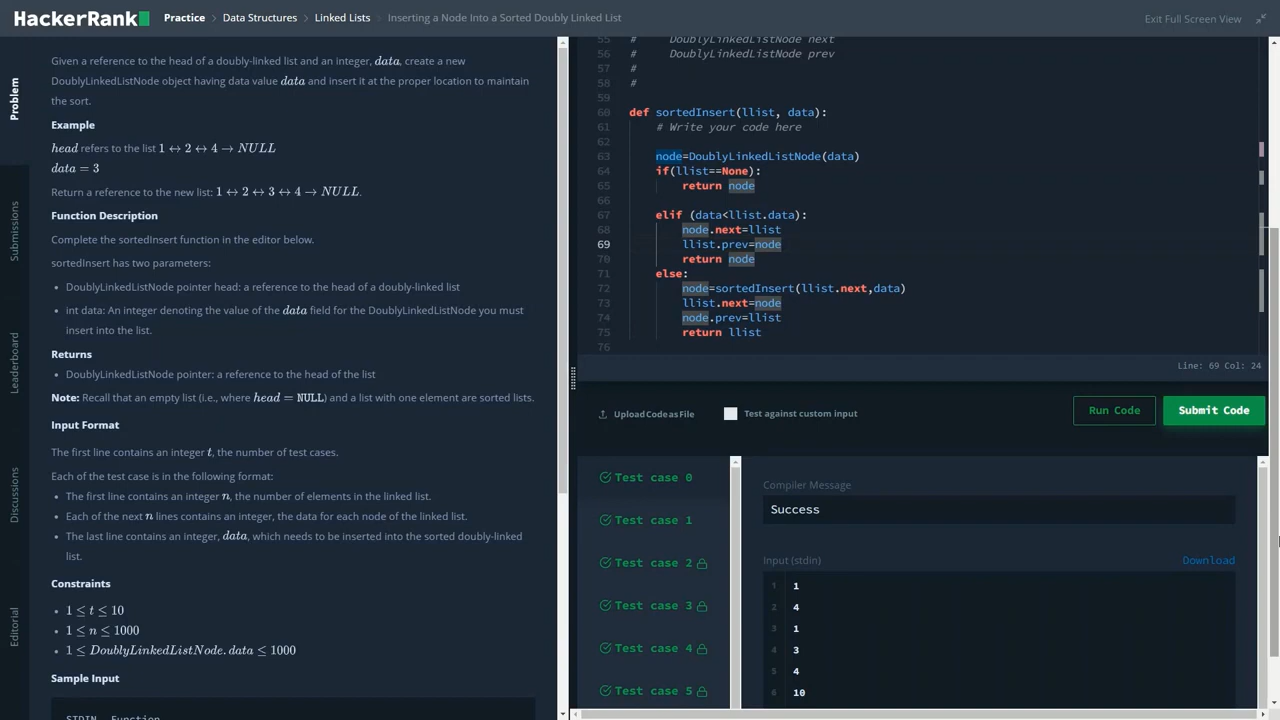 HackerRank Practice > Data Structures > Linked Lists > Inserting a Node Into a Sorted Doubly Linked List Exit Full Screen View
Problem
Submissions
Leaderboard
Discussions
Editorial
Given a reference to the head of a doubly-linked list and an integer, data, create a new
DoublyLinkedListNode object having data value data and insert it at the proper location to maintain
the sort.
Example
head refers to the list 1 ↔ 2 ↔ 4 → NULL
data = 3
Return a reference to the new list: 1 ↔ 2 ↔ 3 ↔ 4 → NULL.
Function Description
Complete the sortedInsert function in the editor below.
sortedInsert has two parameters:
• DoublyLinkedListNode pointer head: a reference to the head of a doubly-linked list
• int data: An integer denoting the value of the data field for the DoublyLinkedListNode you must
insert into the list.
Returns
• DoublyLinkedListNode pointer: a reference to the head of the list
Note: Recall that an empty list (i.e., where head = NULL) and a list with one element are sorted lists.
Input Format
The first line contains an integer t, the number of test cases.
Each of the test case is in the following format:
• The first line contains an integer n, the number of elements in the linked list.
• Each of the next n lines contains an integer, the data for each node of the linked list.
• The last line contains an integer, data, which needs to be inserted into the sorted doubly-linked
list.
Constraints
• 1 ≤ t ≤ 10
• 1 ≤ n ≤ 1000
• 1 ≤ DoublyLinkedListNode.data ≤ 1000
Sample Input
STDIN Function
55 # DoublyLinkedListNode next
56 # DoublyLinkedListNode prev
57 #
58 #
59
60 def sortedInsert(llist, data):
61 # Write your code here
62
63 node=DoublyLinkedListNode(data)
64 if(llist==None):
65 return node
66
67 elif (data<llist.data):
68 node.next=llist
69 llist.prev=node
70 return node
71 else:
72 node=sortedInsert(llist.next,data)
73 llist.next=node
74 node.prev=llist
75 return llist
76
Line: 69 Col: 24
Upload Code as File
Test against custom input
Run Code
Submit Code
Test case 0
Test case 1
Test case 2
Test case 3
Test case 4
Test case 5
Compiler Message
Success
Input (stdin) Download
1 1
2 4
3 1
4 3
5 4
6 10